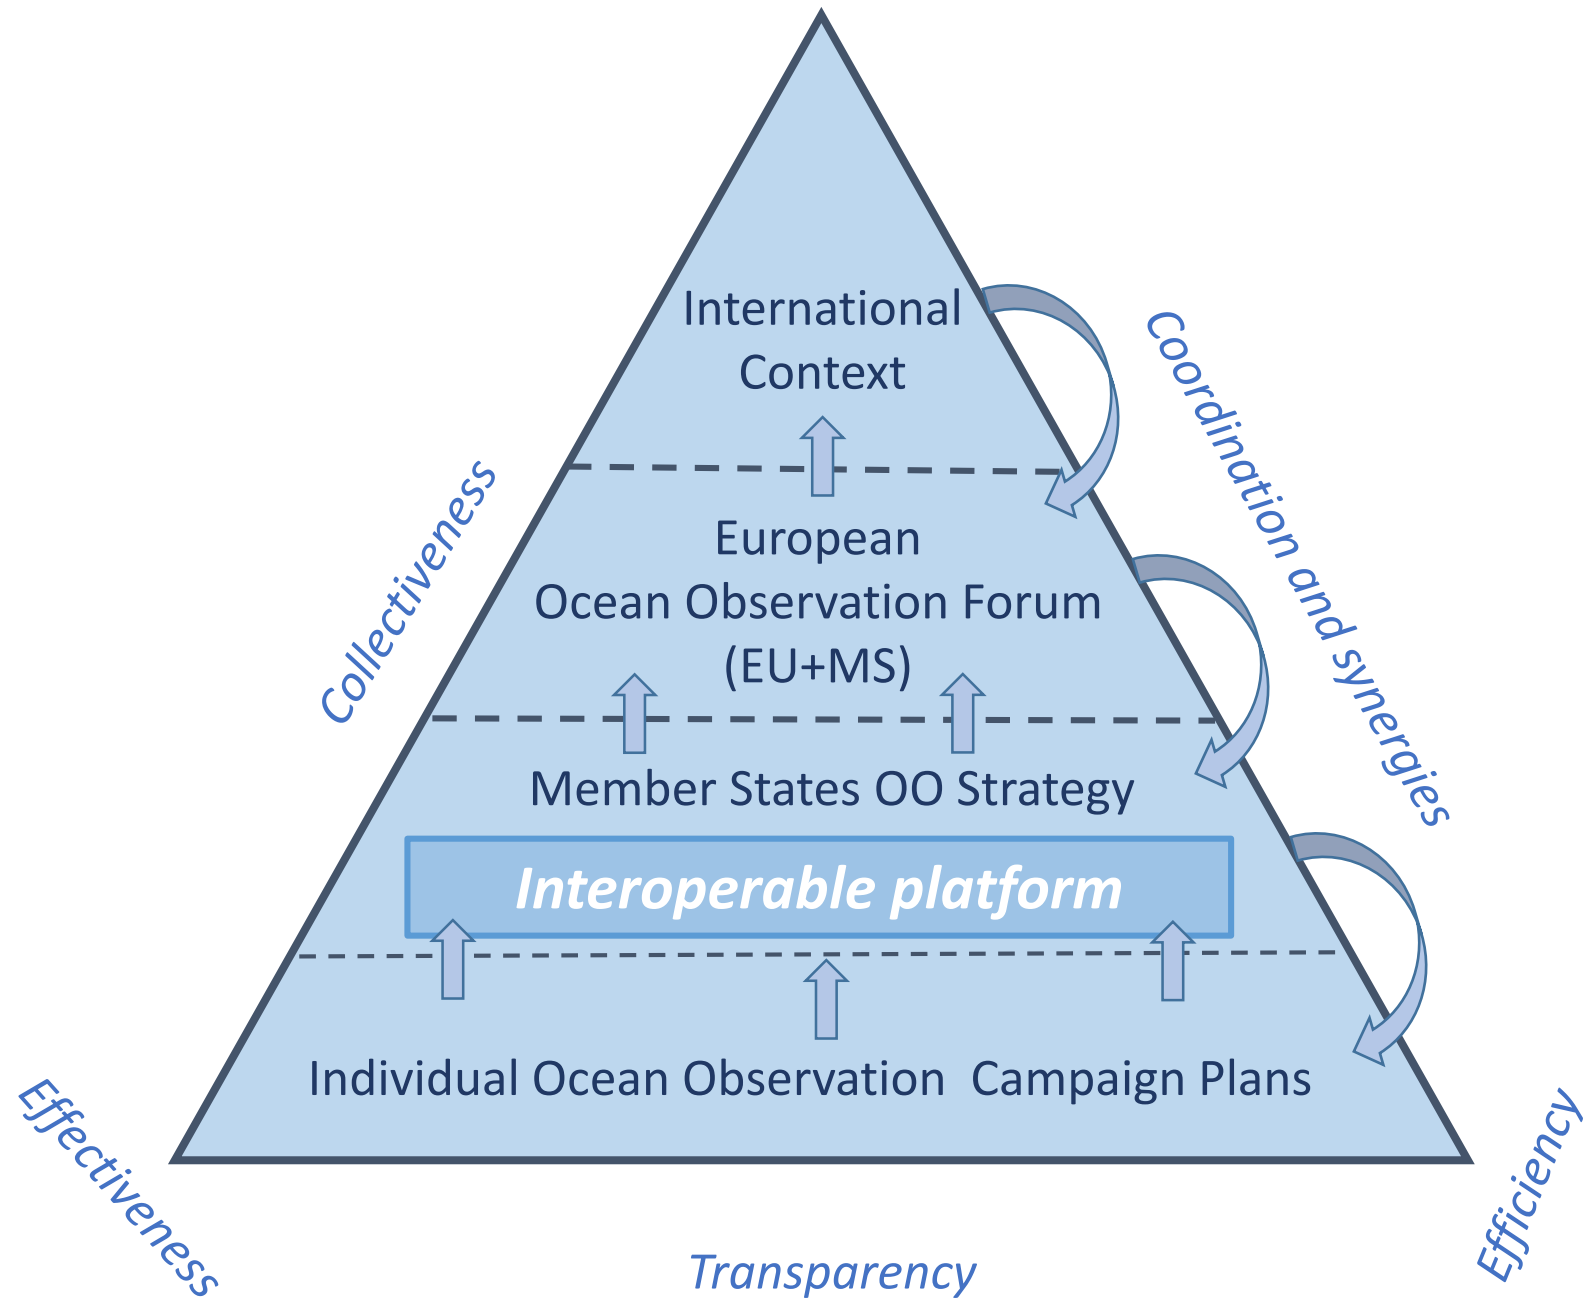 International
Context
Coordination and synergies
Collectiveness
European
Ocean Observation Forum
(EU+MS)
Member States OO Strategy
Interoperable platform
Individual Ocean Observation Campaign Plans
Effectiveness
Efficiency
Transparency